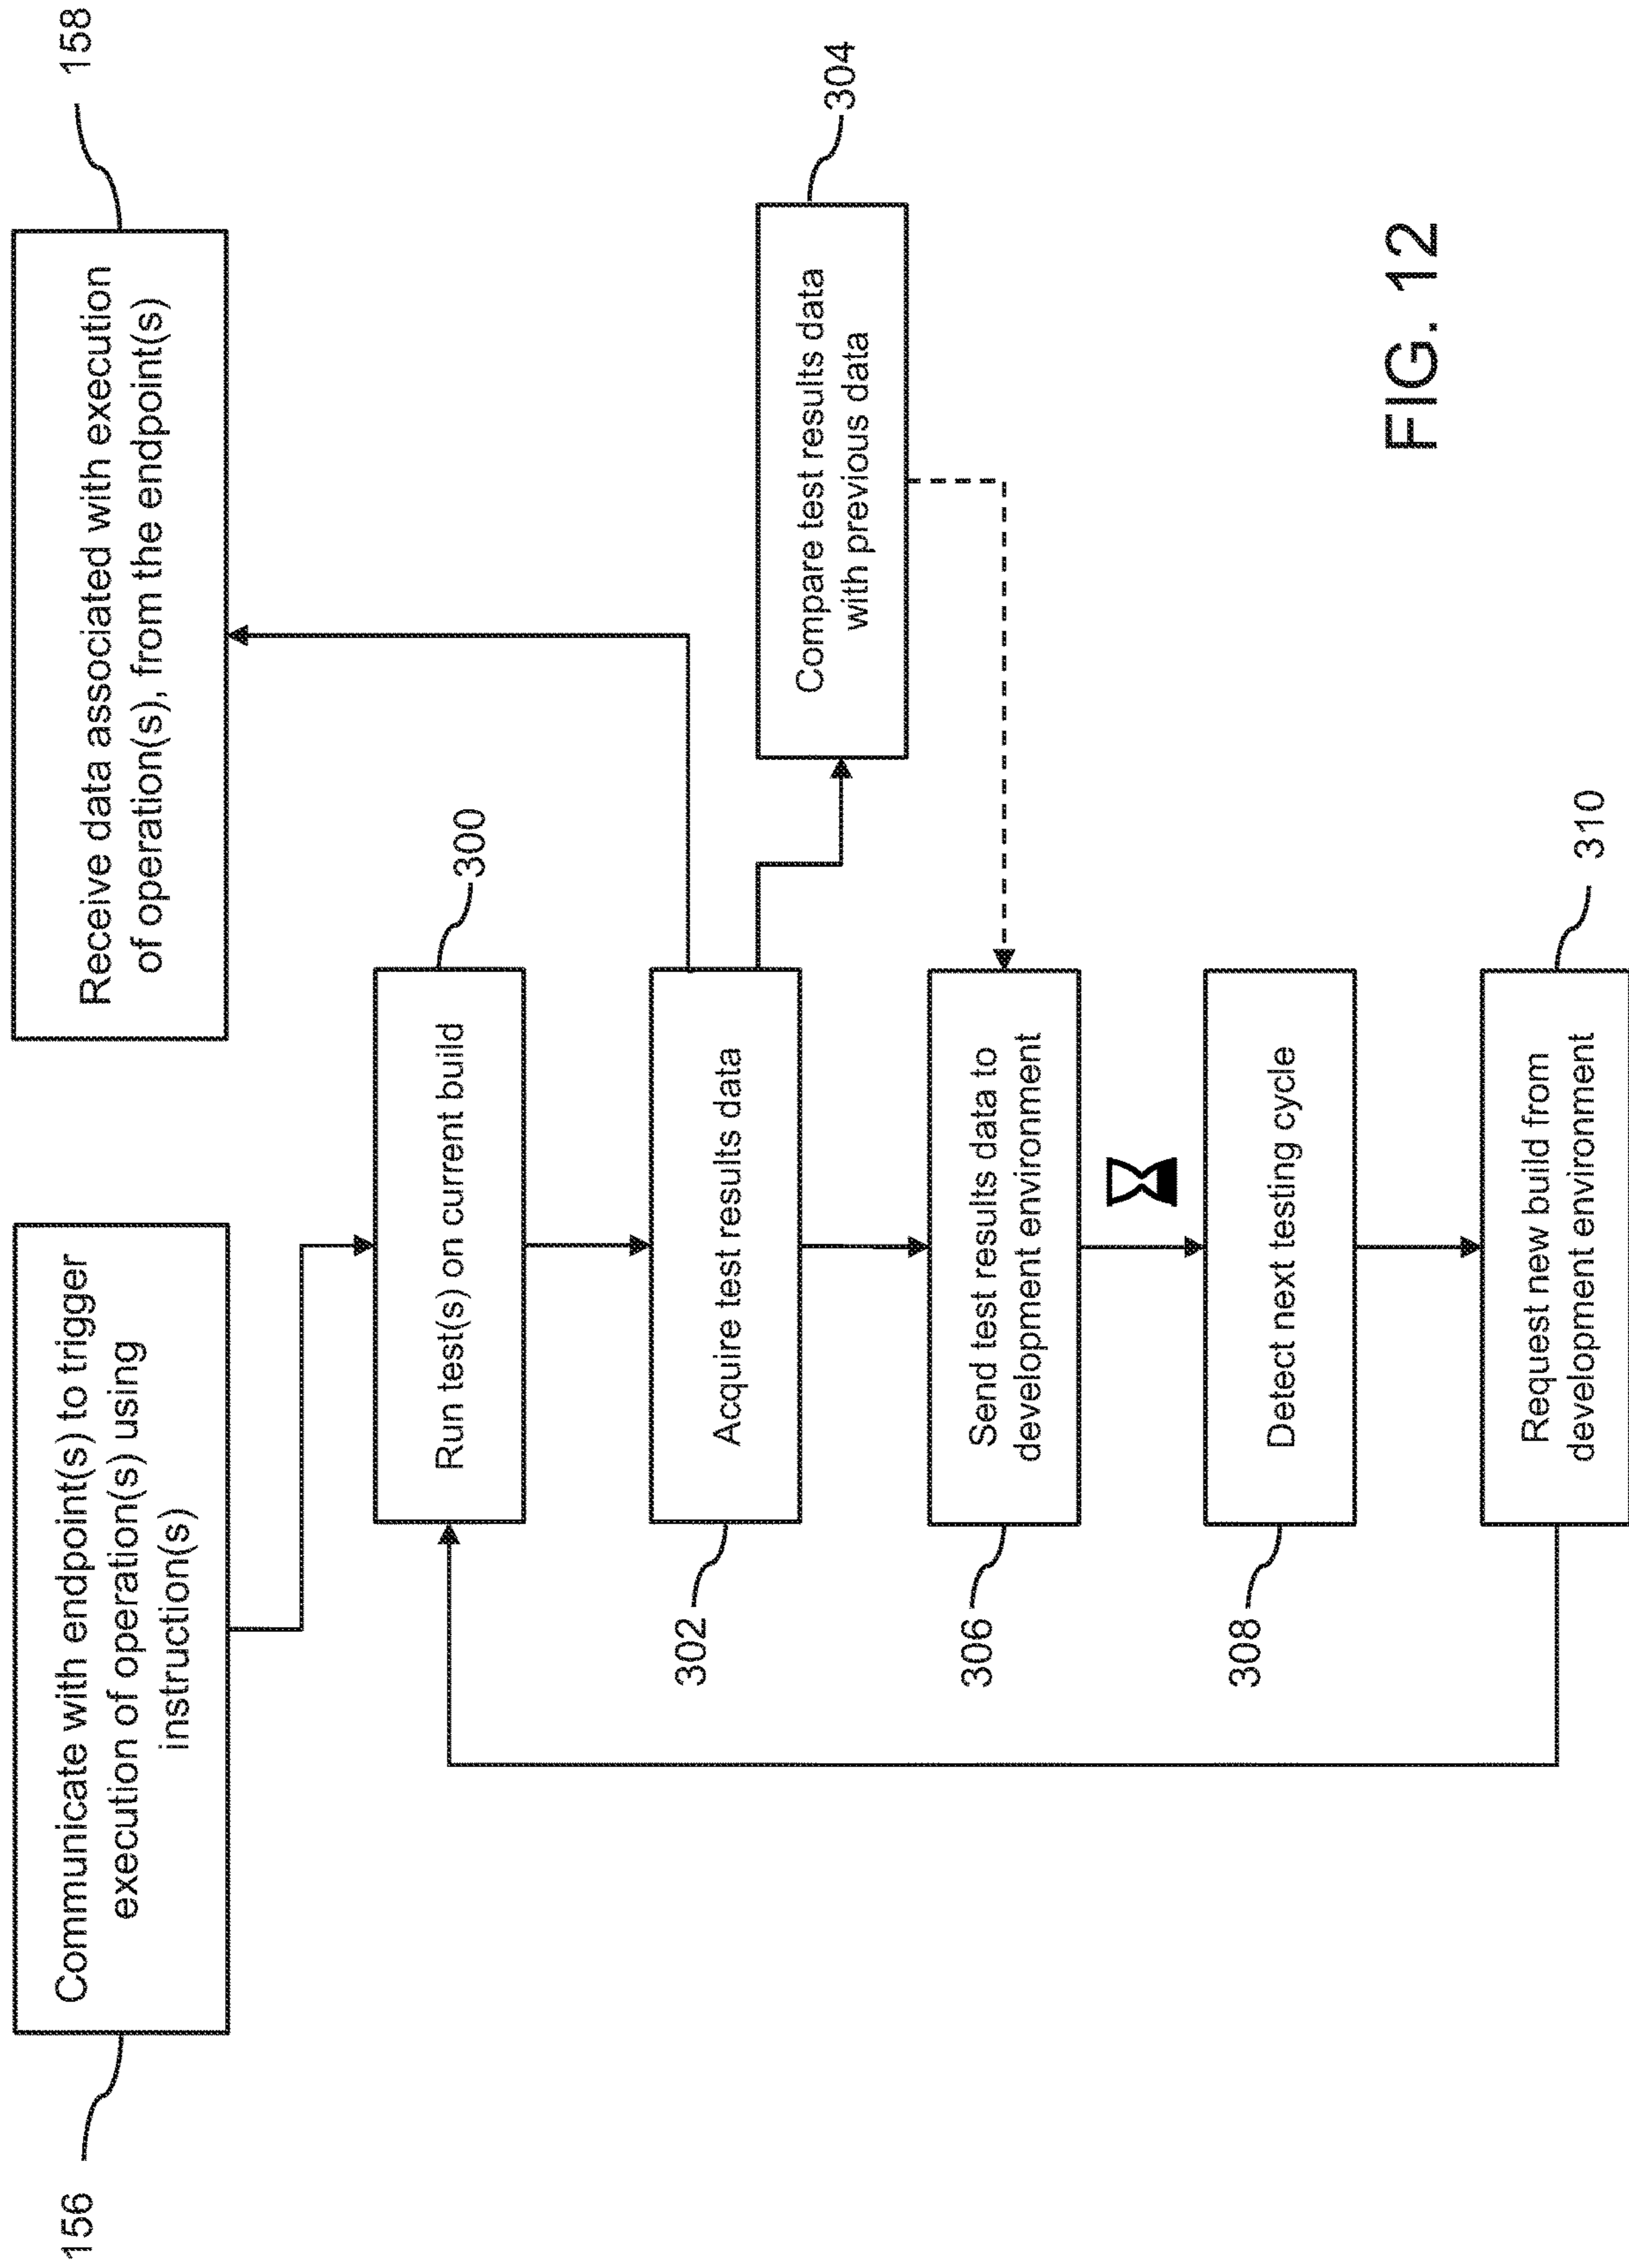 156
Communicate with endpoint(s) to trigger
execution of operation(s) using
instruction(s)
Receive data associated with execution
of operation(s), from the endpoint(s)
158
Run test(s) on current build
300
302
Acquire test results data
Compare test results data
with previous data
304
306
Send test results data to
development environment
308
Detect next testing cycle
Request new build from
development environment
310
FIG. 12